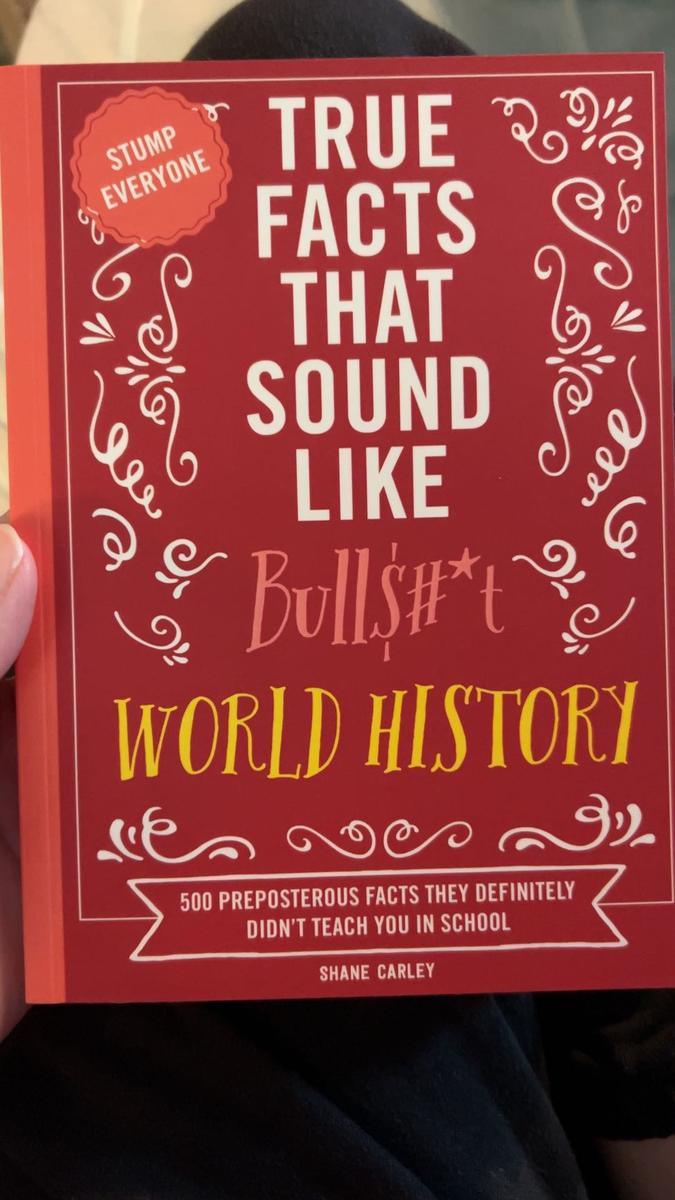 STUMP
EVERYONE
TRUE
FACTS
THAT
SOUND
LIKE
Bull$#*t
WORLD HISTORY
500 PREPOSTEROUS FACTS THEY DEFINITELY
DIDN'T TEACH YOU IN SCHOOL
SHANE CARLEY